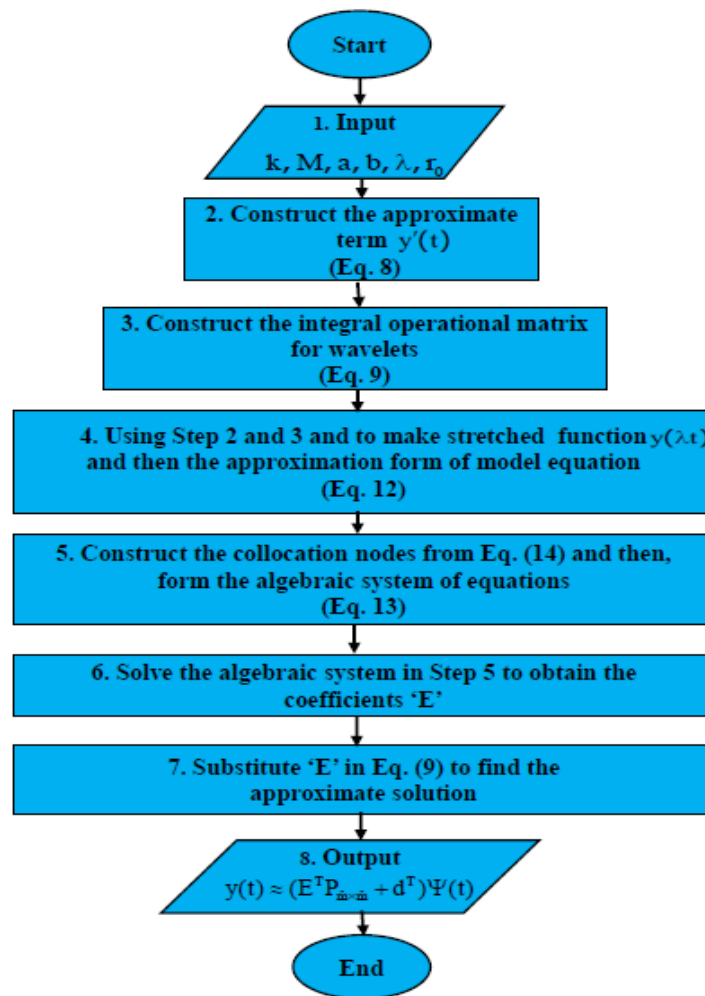 Start
1. Input
k, M, a, b, λ, r₀
2. Construct the approximate
term y′(t)
(Eq. 8)
3. Construct the integral operational matrix
for wavelets
(Eq. 9)
4. Using Step 2 and 3 and to make stretched function y(λt)
and then the approximation form of model equation
(Eq. 12)
5. Construct the collocation nodes from Eq. (14) and then,
form the algebraic system of equations
(Eq. 13)
6. Solve the algebraic system in Step 5 to obtain the
coefficients ‘E’
7. Substitute ‘E’ in Eq. (9) to find the
approximate solution
8. Output
y(t) ≈ (EᵀP_{m̂×m̂} + dᵀ)Ψ(t)
End